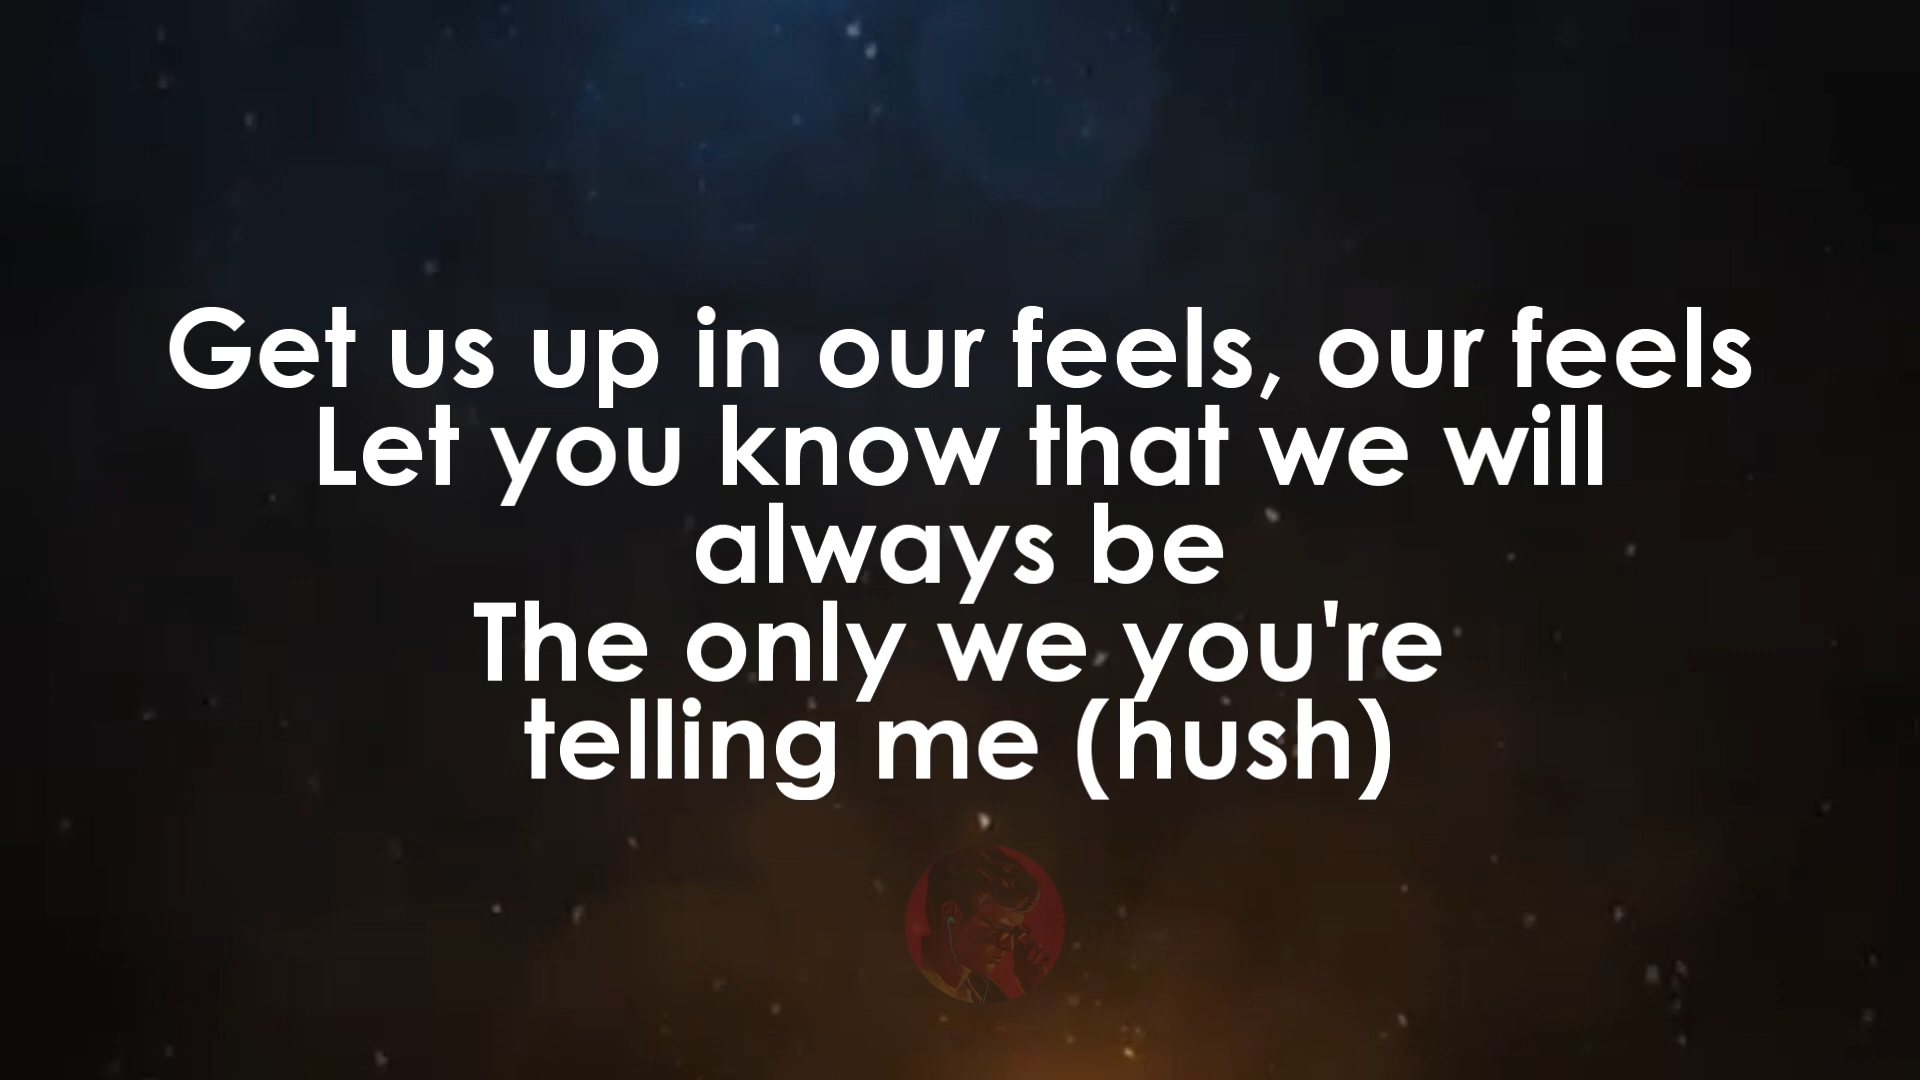 Get us up in our feels, our feels
Let you know that we will
always be
The only we you're
telling me (hush)